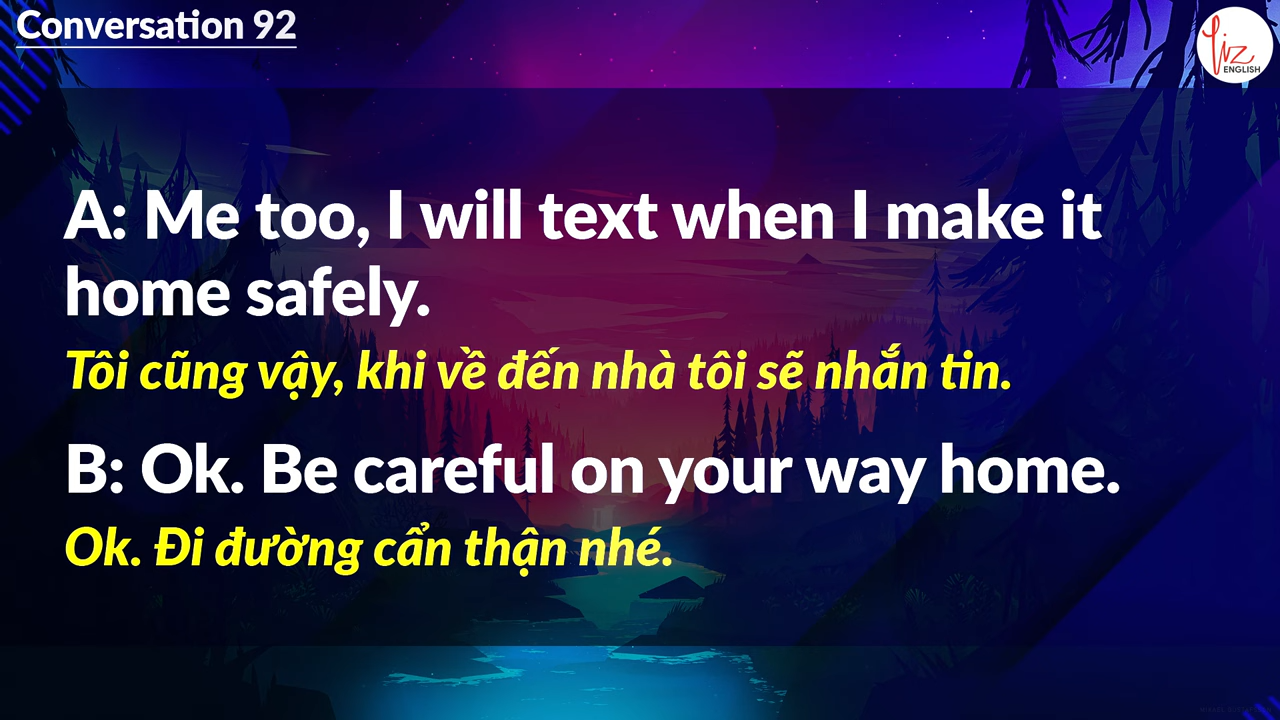 Conversation 92
Liz
ENGLISH
A: Me too, I will text when I make it
home safely.
Tôi cũng vậy, khi về đến nhà tôi sẽ nhắn tin.
B: Ok. Be careful on your way home.
Ok. Đi đường cẩn thận nhé.